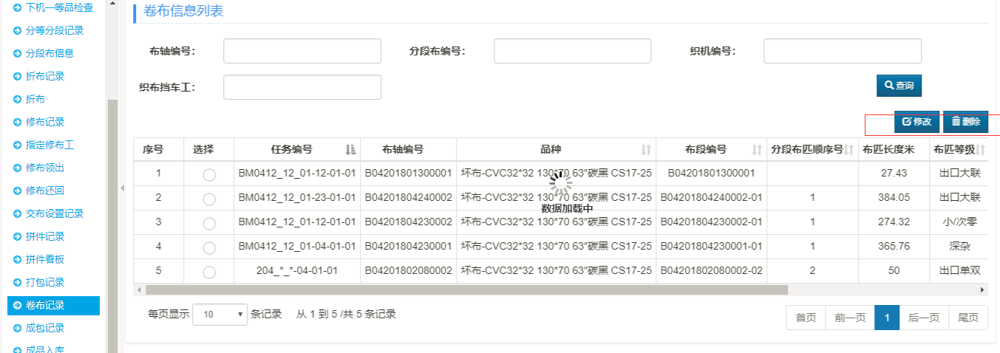 下机一等品检查
分等分段记录
分段布信息
折布记录
折布
修布记录
指定修布工
修布领出
修布还回
交布设置记录
拼件记录
拼件看板
打包记录
卷布记录
成包记录
成品入库
卷布信息列表
布轴编号： 分段布编号： 织机编号：
织布挡车工： 查询
修改 删除
序号 选择 任务编号 布轴编号 品种 布段编号 分段布匹顺序号 布匹长度米 布匹等级
1 BM0412_12_01-12-01-01 B04201801300001 坯布-CVC32*32 130*70 63"碳黑 CS17-25 B04201801300001 27.43 出口大联
2 BM0412_12_01-23-01-01 B04201804240002 坯布-CVC32*32 130*70 63"碳黑 CS17-25 B04201804240002-01 1 384.05 出口大联
数据加载中
3 BM0412_12_01-12-01-01 B04201804230002 坯布-CVC32*32 130*70 63"碳黑 CS17-25 B04201804230002-01 1 274.32 小/次零
4 BM0412_12_01-04-01-01 B04201804230001 坯布-CVC32*32 130*70 63"碳黑 CS17-25 B04201804230001-01 1 365.76 深杂
5 204_*_*-04-01-01 B04201802080002 坯布-CVC32*32 130*70 63"碳黑 CS17-25 B04201802080002-02 2 50 出口单双
每页显示 10 条记录 从 1 到 5 /共 5 条记录
首页 前一页 1 后一页 尾页